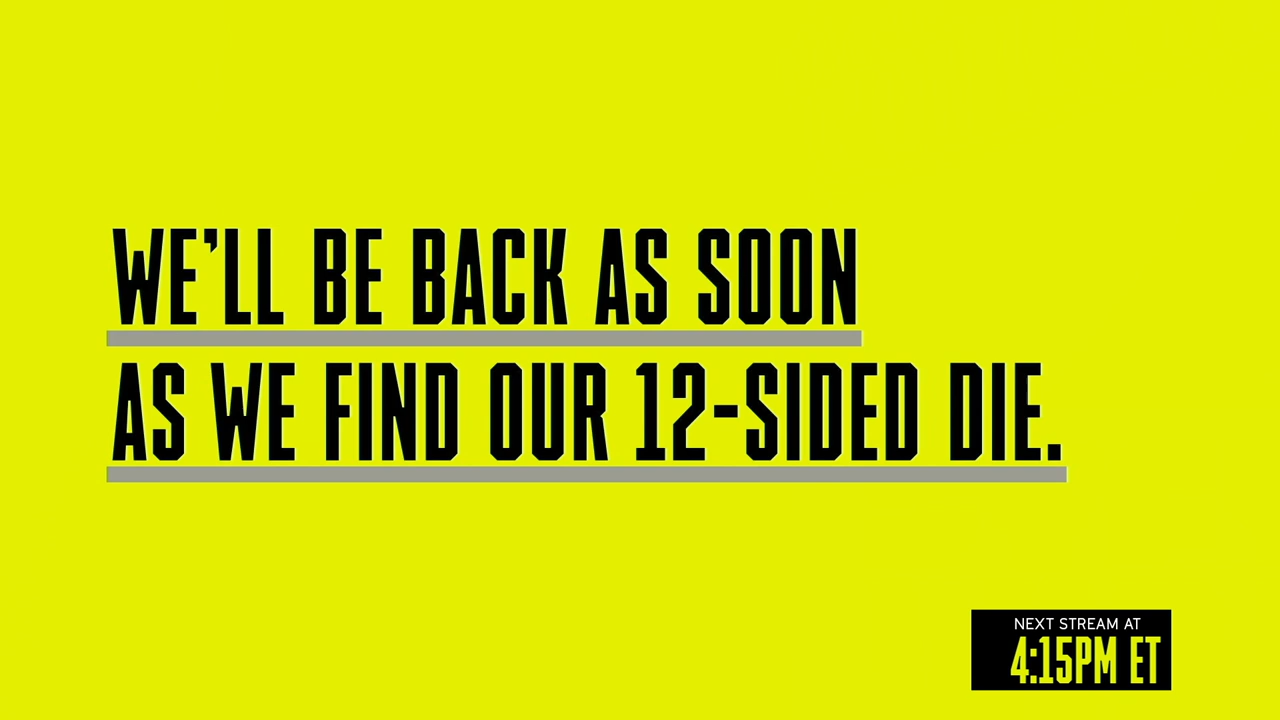 WE'LL BE BACK AS SOON
AS WE FIND OUR 12-SIDED DIE.
NEXT STREAM AT
4:15PM ET